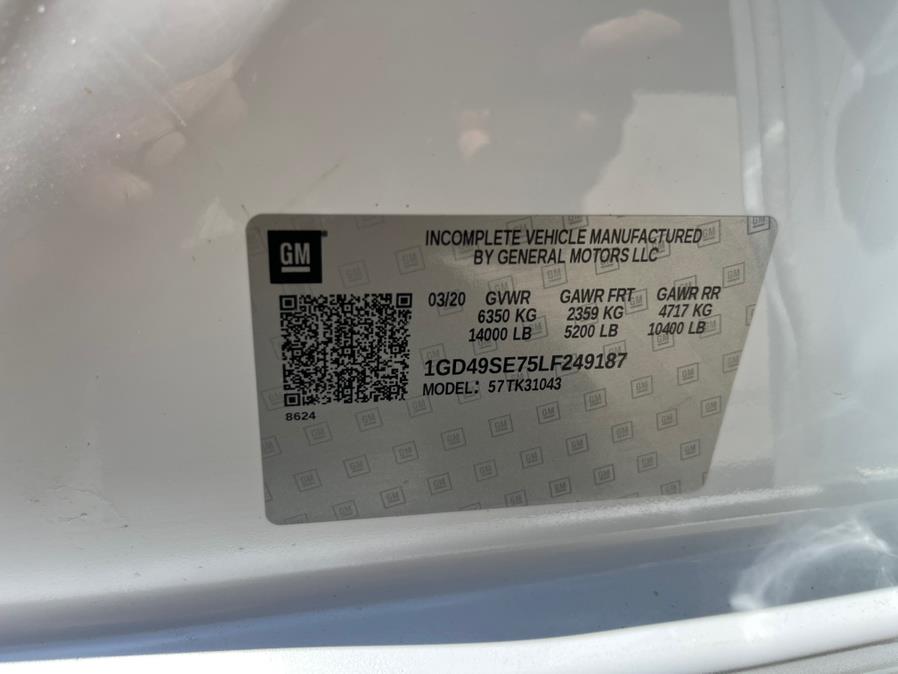 GM
INCOMPLETE VEHICLE MANUFACTURED
BY GENERAL MOTORS LLC
03/20 GVWR GAWR FRT GAWR RR
6350 KG 2359 KG 4717 KG
14000 LB 5200 LB 10400 LB
1GD49SE75LF249187
MODEL: 57TK31043
8624